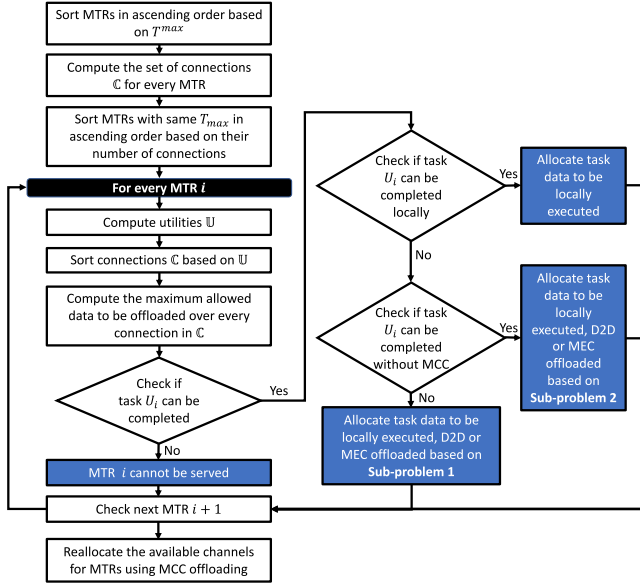 Sort MTRs in ascending order based
on T^max
Compute the set of connections
ℂ for every MTR
Sort MTRs with same T_max in
ascending order based on their
number of connections
For every MTR i
Compute utilities 𝕌
Sort connections ℂ based on 𝕌
Compute the maximum allowed
data to be offloaded over every
connection in ℂ
Check if
task U_i can be
completed
Yes
No
MTR i cannot be served
Check next MTR i + 1
Reallocate the available channels
for MTRs using MCC offloading
Check if task
U_i can be
completed
locally
Yes
Allocate task
data to be
locally
executed
No
Check if task
U_i can be
completed
without MCC
Yes
Allocate task
data to be
locally
executed, D2D
or MEC
offloaded
based on
Sub-problem 2
No
Allocate task data to be
locally executed, D2D or
MEC offloaded based on
Sub-problem 1